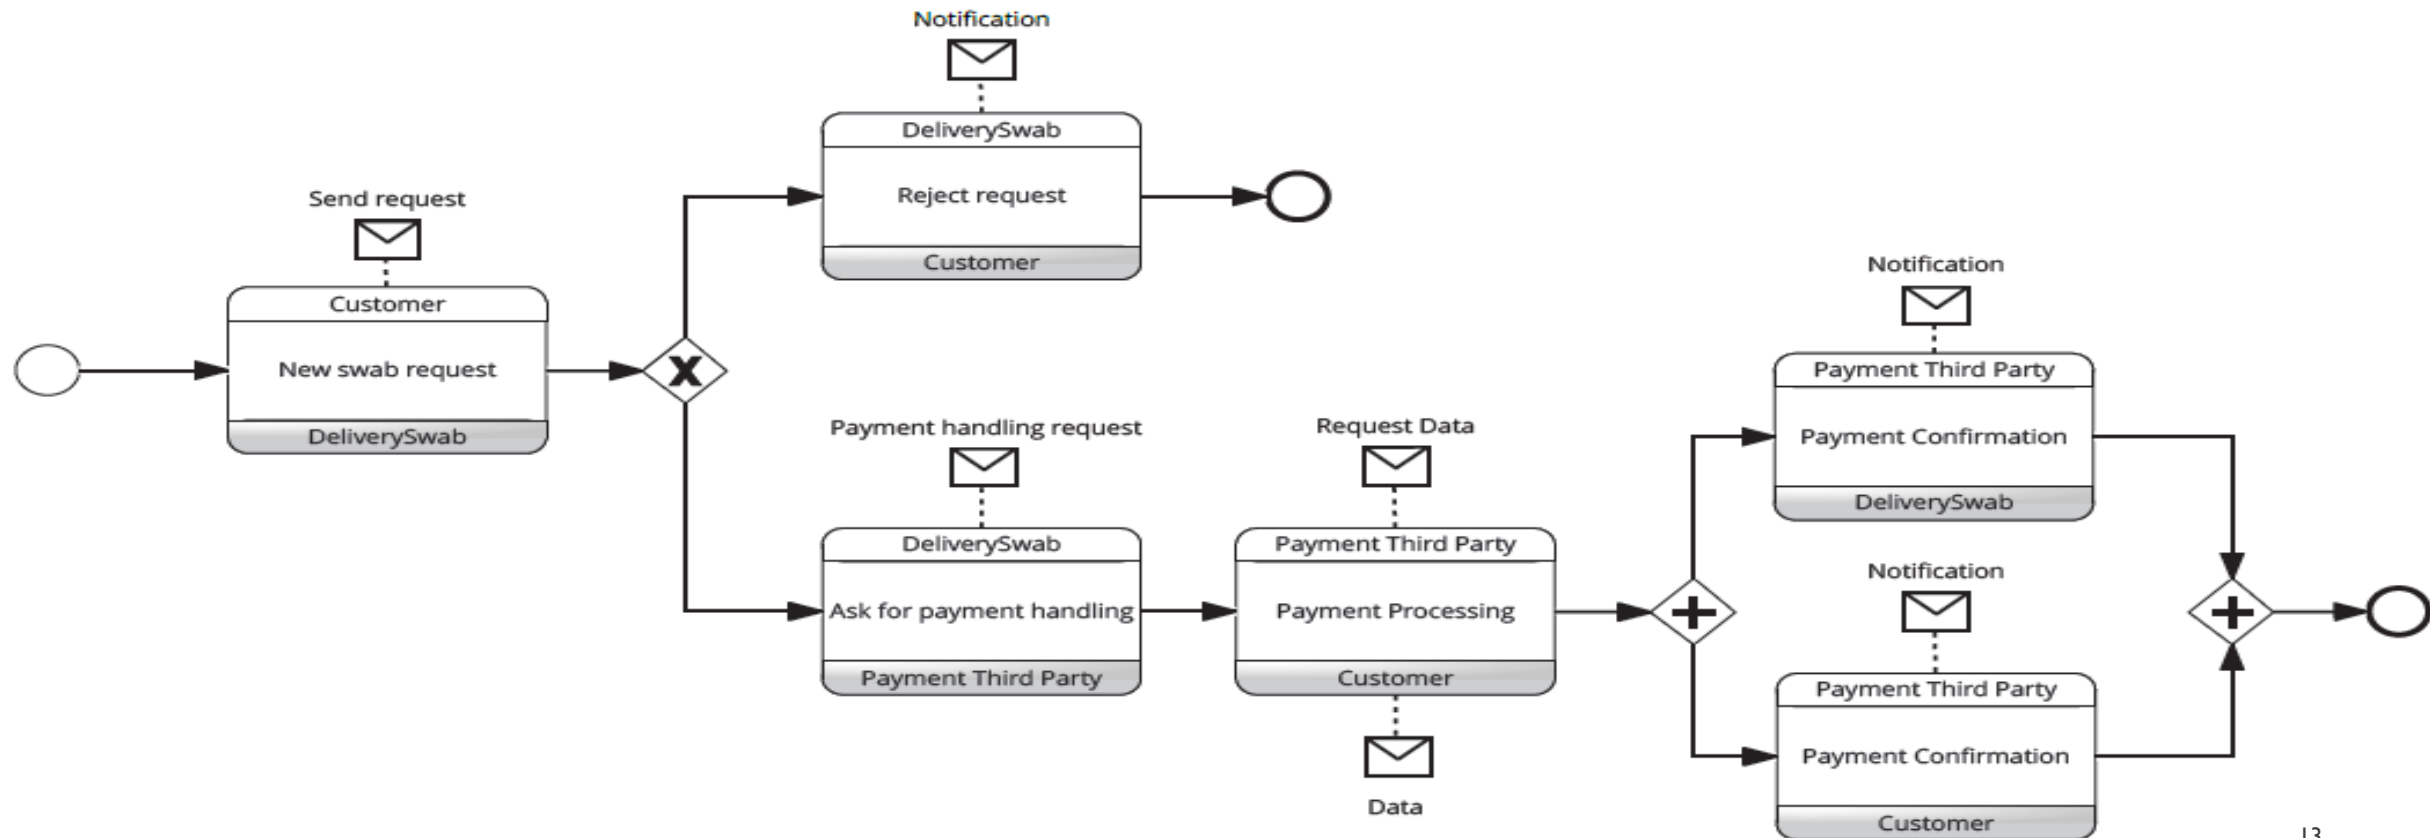 Notification
DeliverySwab
Reject request
Customer
Send request
Customer
New swab request
DeliverySwab
X
Payment handling request
DeliverySwab
Ask for payment handling
Payment Third Party
Request Data
Payment Third Party
Payment Processing
Customer
Data
Notification
Payment Third Party
Payment Confirmation
DeliverySwab
Notification
Payment Third Party
Payment Confirmation
Customer
13